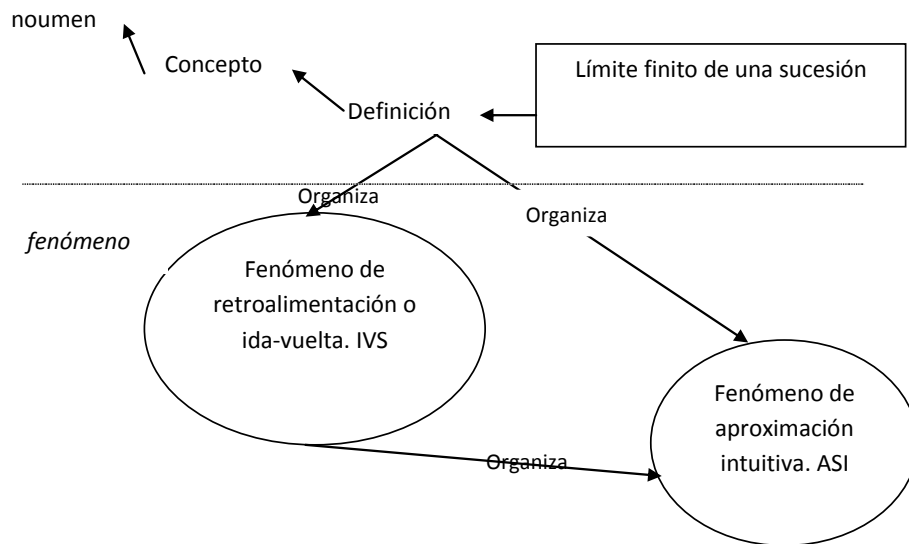 noumen
Concepto
Límite finito de una sucesión
Definición
Organiza
Organiza
fenómeno
Fenómeno de
retroalimentación o
ida-vuelta. IVS
Fenómeno de
aproximación
intuitiva. ASI
Organiza